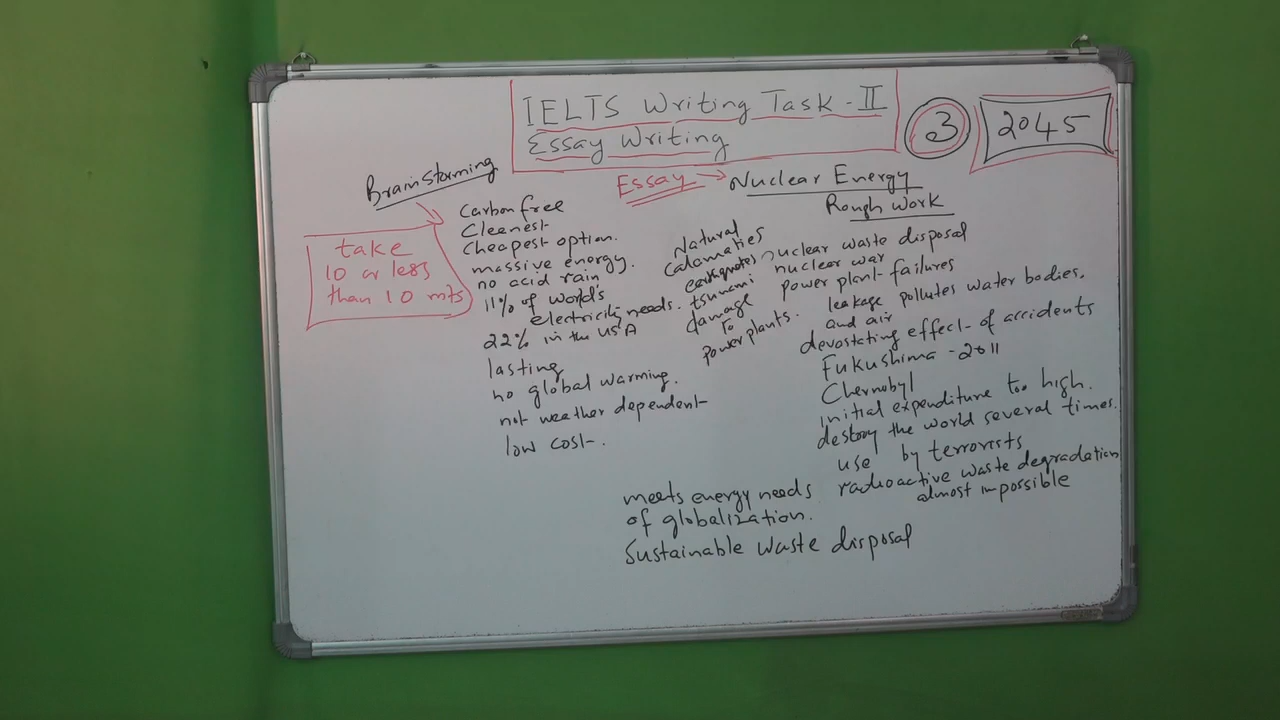 IELTS Writing Task - II
Essay Writing
3
2045
Brainstorming
Essay → Nuclear Energy
Rough Work
take
10 or less
than 10 mts
Carbon free
Cleenest
Cheapest option.
massive energy.
no acid rain
11% of world's
electricity needs.
22% in the USA
lasting
no global warming.
not weather dependent
low cost.
Natural
Calamaties
earthquakes
tsunami
damage
to
power plants.
nuclear waste disposal
nuclear war
power plant failures
leakage pollutes water bodies.
and air
devostating effect of accidents
Fukushima - 2011
Chernobyl
initial expenditure too high.
destroy the world several times.
use by terrorists
radioactive waste degradation
almost impossible
meets energy needs
of globalization.
Sustainable waste disposal